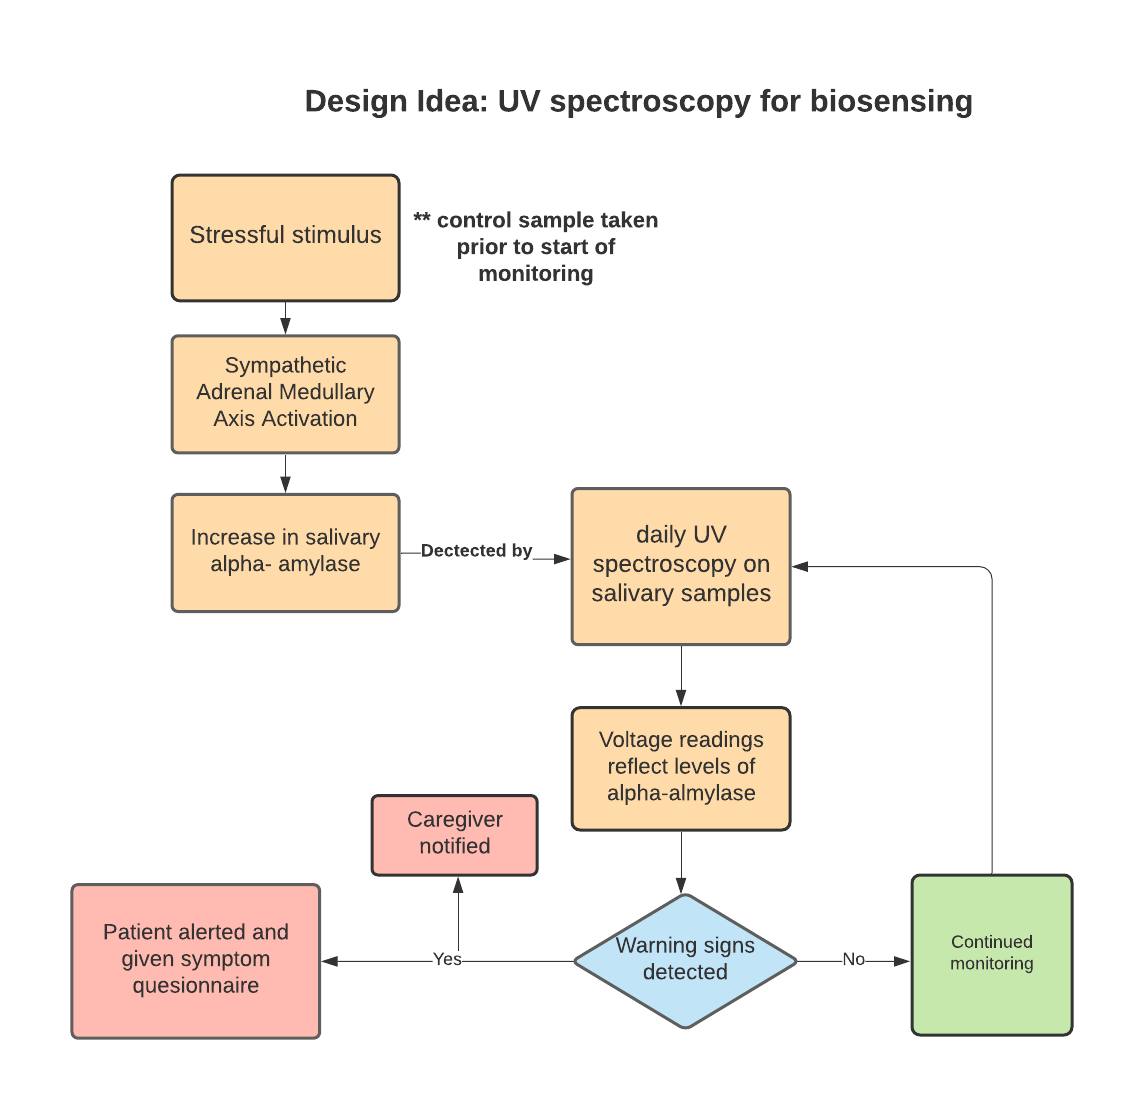 Design Idea: UV spectroscopy for biosensing
Stressful stimulus
** control sample taken
prior to start of
monitoring
Sympathetic
Adrenal Medullary
Axis Activation
Increase in salivary
alpha- amylase
Dectected by
daily UV
spectroscopy on
salivary samples
Voltage readings
reflect levels of
alpha-almylase
Caregiver
notified
Patient alerted and
given symptom
quesionnaire
Yes
Warning signs
detected
No
Continued
monitoring